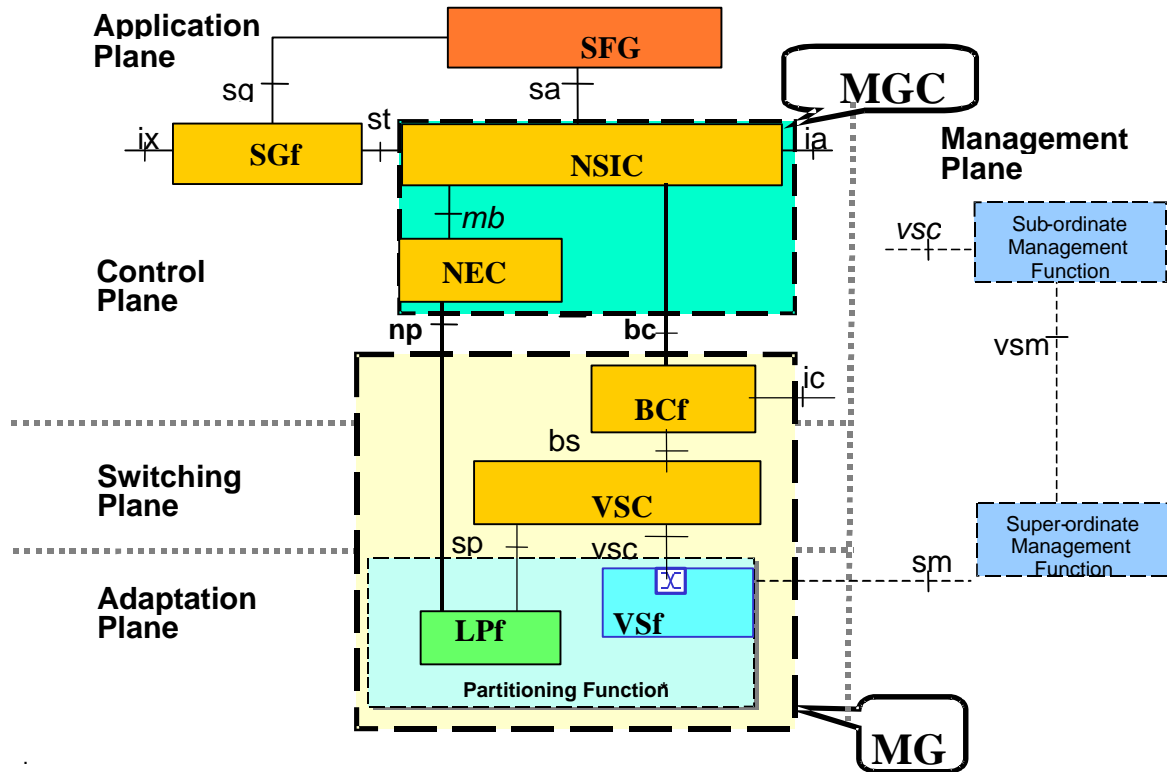 Application
Plane
SFG
MGC
sg
sa
st
ix
SGf
NSIC
ia
Management
Plane
mb
vsc
Sub-ordinate
Management
Function
Control
Plane
NEC
np
bc
vsm
ic
BCf
bs
Switching
Plane
VSC
Super-ordinate
Management
Function
sp
vsc
sm
Adaptation
Plane
LPf
VSf
Partitioning Function*
MG
.